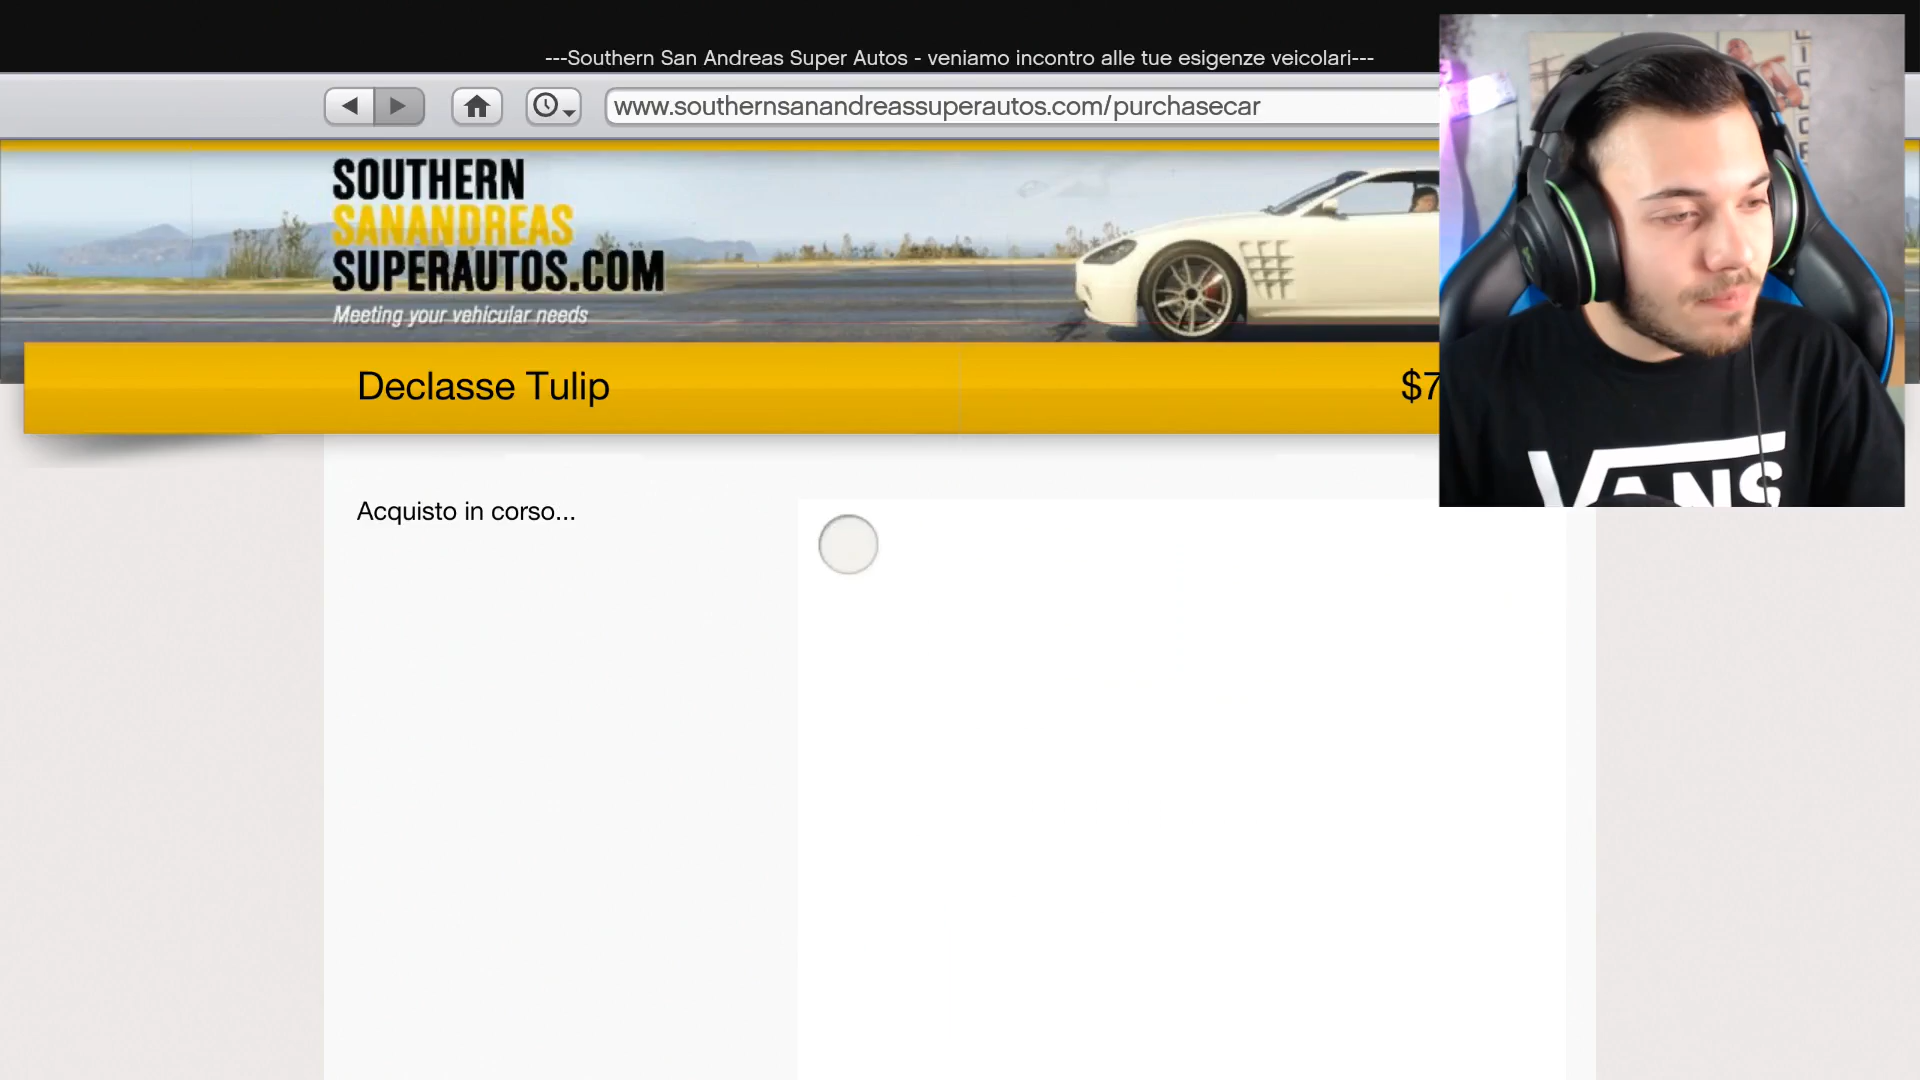 ---Southern San Andreas Super Autos - veniamo incontro alle tue esigenze veicolari---
www.southernsanandreassuperautos.com/purchasecar
SOUTHERN
SANANDREAS
SUPERAUTOS.COM
Meeting your vehicular needs
Declasse Tulip
$7
Acquisto in corso...
VANS